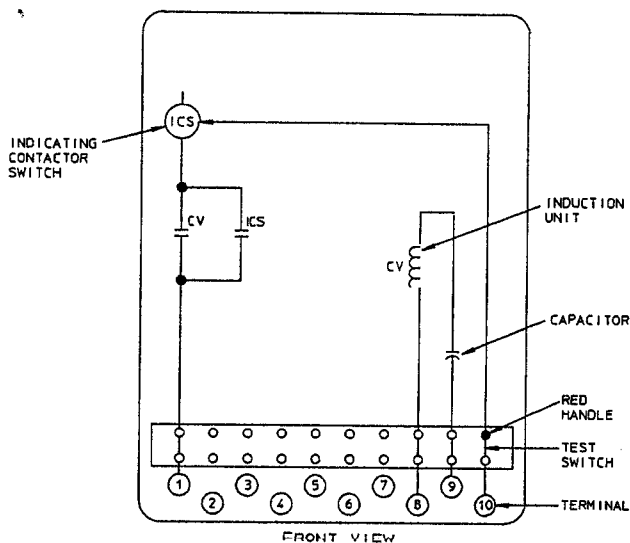 ICS
INDICATING
CONTACTOR
SWITCH
CV
ICS
INDUCTION
UNIT
CV
CAPACITOR
RED
HANDLE
TEST
SWITCH
1
3
5
7
9
2
4
6
8
10
TERMINAL
FRONT VIEW